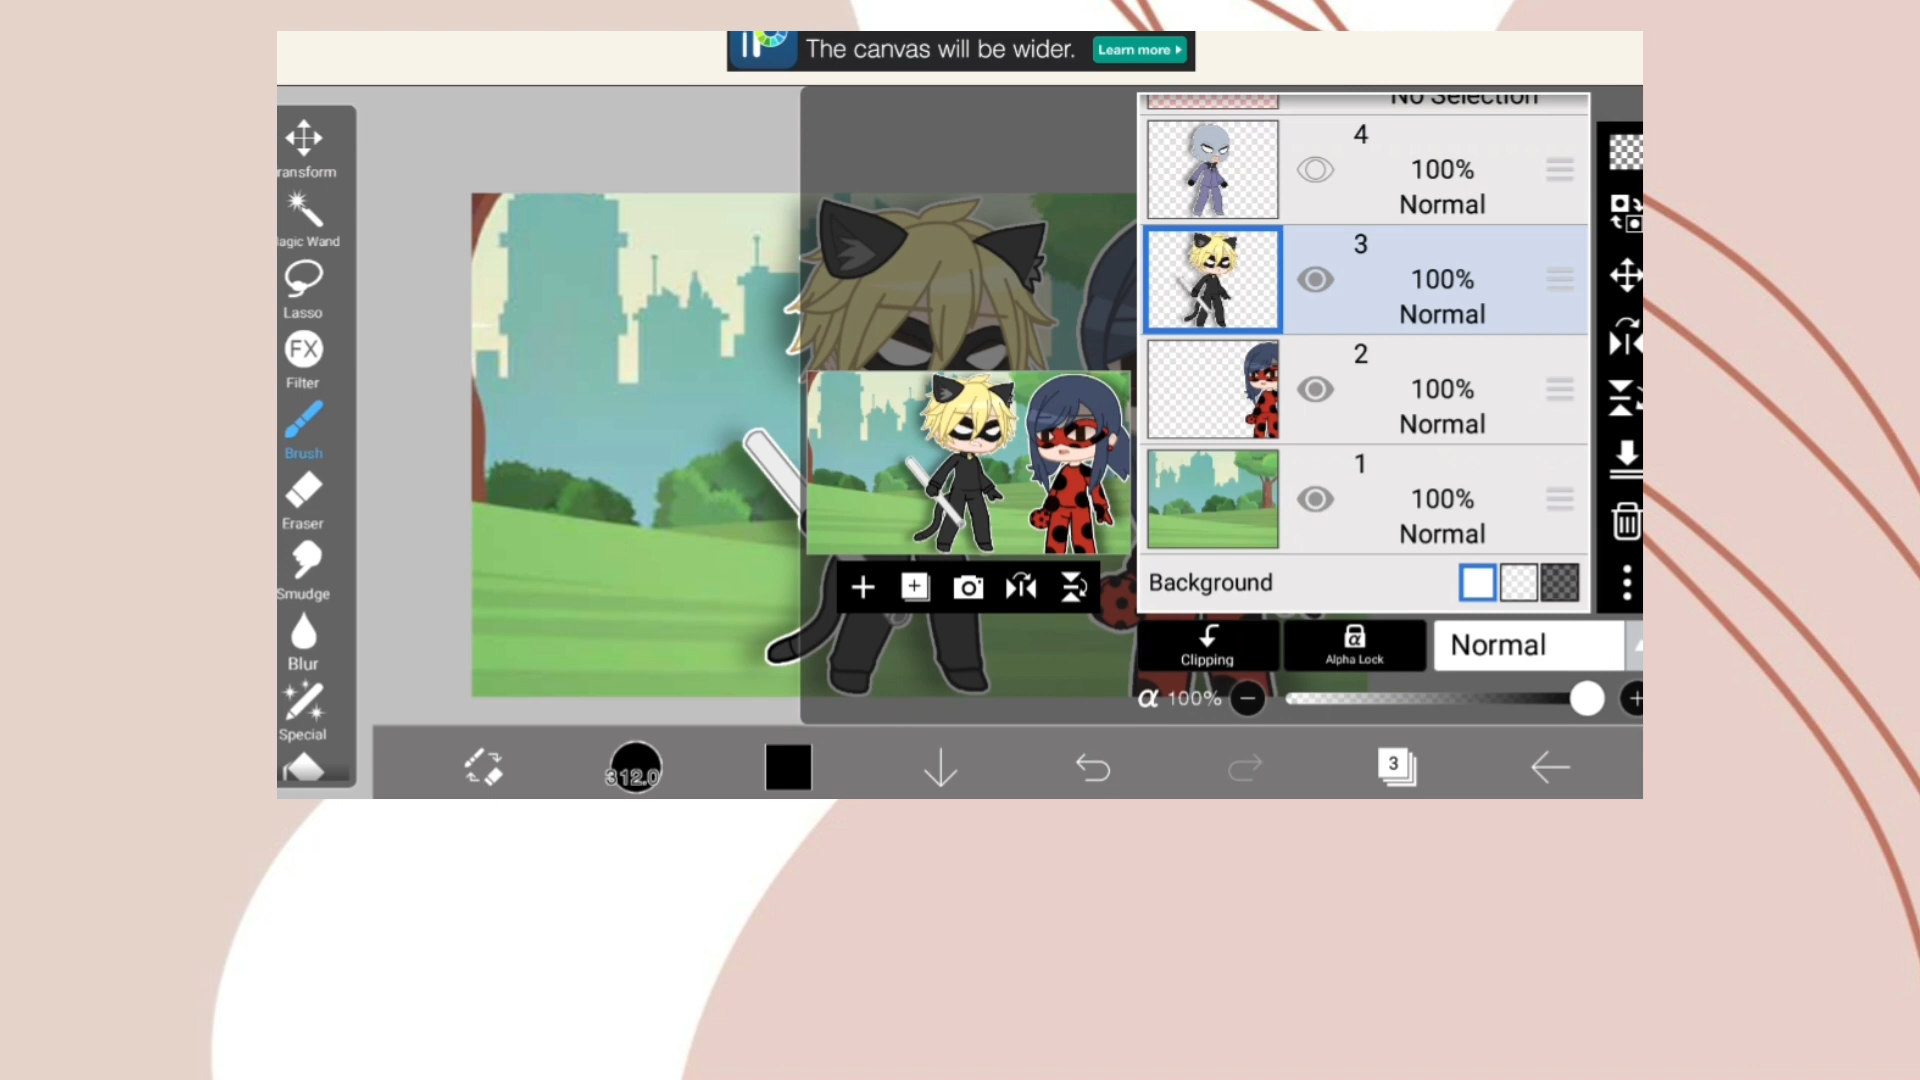 The canvas will be wider.
Learn more
No Selection
4
100%
Normal
3
100%
Normal
2
100%
Normal
1
100%
Normal
Background
Clipping
Alpha Lock
Normal
α 100%
ransform
agic Wand
Lasso
FX
Filter
Brush
Eraser
Smudge
Blur
Special
312.0
3